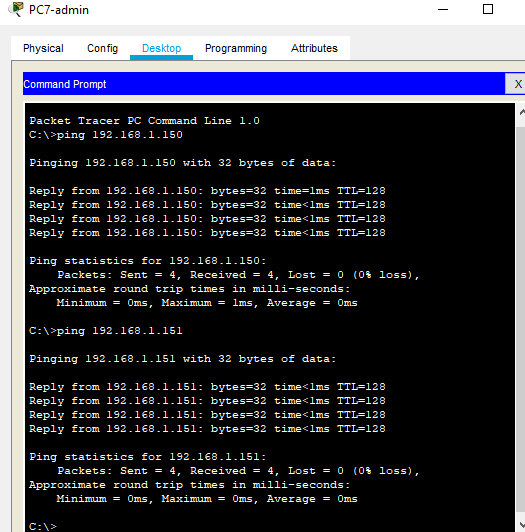 PC7-admin
Physical Config Desktop Programming Attributes
Command Prompt X
Packet Tracer PC Command Line 1.0
C:\>ping 192.168.1.150
Pinging 192.168.1.150 with 32 bytes of data:
Reply from 192.168.1.150: bytes=32 time=1ms TTL=128
Reply from 192.168.1.150: bytes=32 time<1ms TTL=128
Reply from 192.168.1.150: bytes=32 time<1ms TTL=128
Reply from 192.168.1.150: bytes=32 time<1ms TTL=128
Ping statistics for 192.168.1.150:
Packets: Sent = 4, Received = 4, Lost = 0 (0% loss),
Approximate round trip times in milli-seconds:
Minimum = 0ms, Maximum = 1ms, Average = 0ms
C:\>ping 192.168.1.151
Pinging 192.168.1.151 with 32 bytes of data:
Reply from 192.168.1.151: bytes=32 time<1ms TTL=128
Reply from 192.168.1.151: bytes=32 time<1ms TTL=128
Reply from 192.168.1.151: bytes=32 time<1ms TTL=128
Reply from 192.168.1.151: bytes=32 time<1ms TTL=128
Ping statistics for 192.168.1.151:
Packets: Sent = 4, Received = 4, Lost = 0 (0% loss),
Approximate round trip times in milli-seconds:
Minimum = 0ms, Maximum = 0ms, Average = 0ms
C:\>